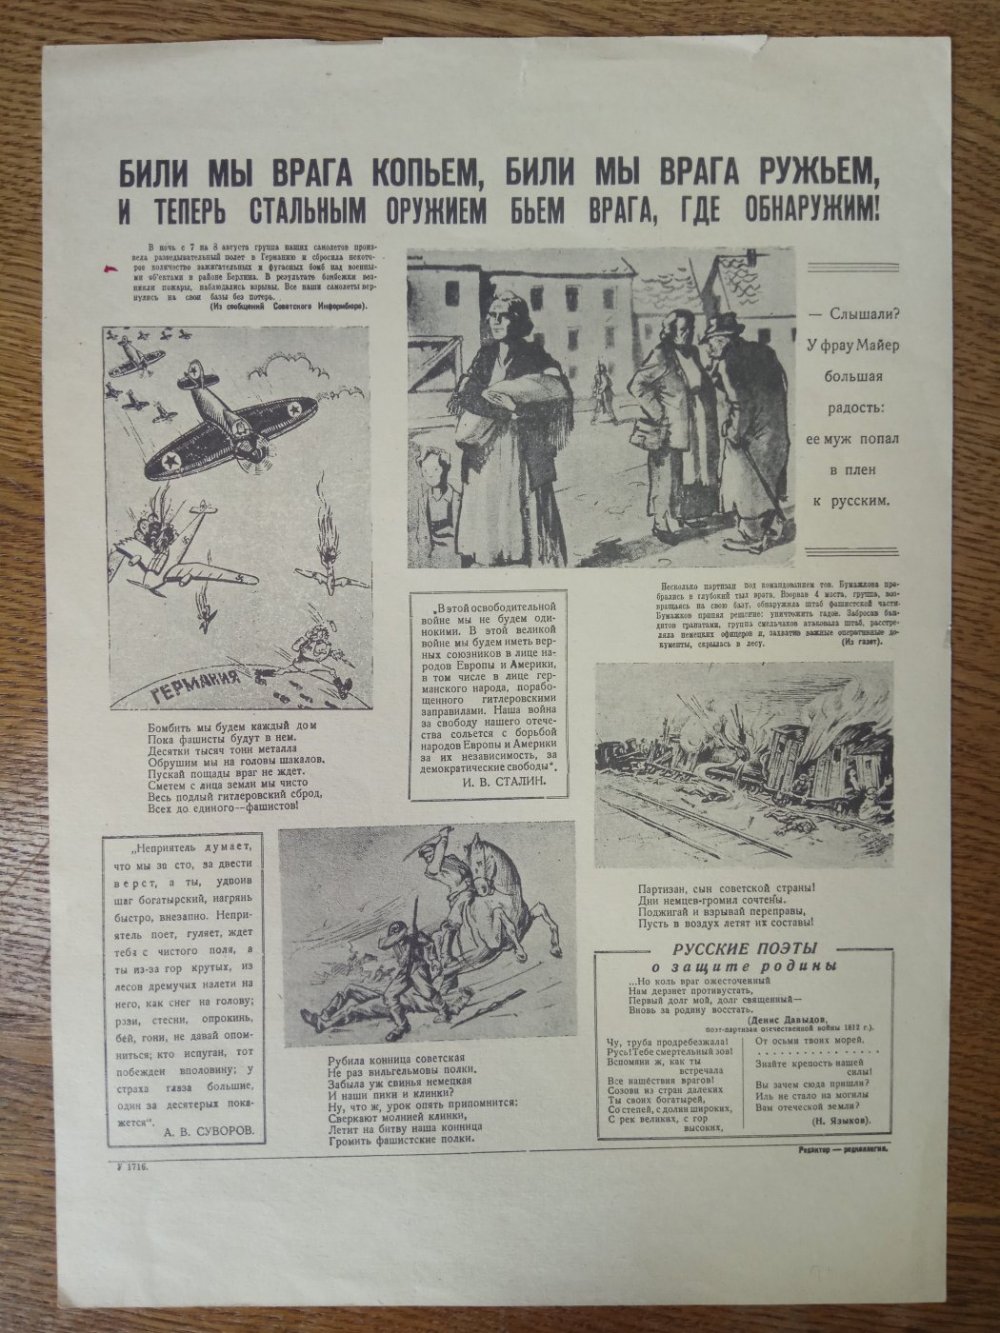 БИЛИ МЫ ВРАГА КОПЬЕМ, БИЛИ МЫ ВРАГА РУЖЬЕМ,
И ТЕПЕРЬ СТАЛЬНЫМ ОРУЖИЕМ БЬЕМ ВРАГА, ГДЕ ОБНАРУЖИМ!
В ночь с 7 на 8 августа группа наших самолетов произ-
вела разведывательный полет в Германию и сбросила некото-
рое количество зажигательных и фугасных бомб над военны-
ми об'ектами в районе Берлина. В результате бомбежки воз-
никли пожары, наблюдались взрывы. Все наши самолеты вер-
нулись на свои базы без потерь.
(Из сообщений Советского Информбюро).
ГЕРМАНИЯ
Бомбить мы будем каждый дом
Пока фашисты будут в нем.
Десятки тысяч тонн металла
Обрушим мы на головы шакалов.
Пускай пощады враг не ждет.
Сметем с лица земли мы чисто
Весь подлый гитлеровский сброд,
Всех до единого—фашистов!
— Слышали?
У фрау Майер
большая
радость:
ее муж попал
в плен
к русским.
„В этой освободительной
войне мы не будем оди-
нокими. В этой великой
войне мы будем иметь вер-
ных союзников в лице на-
родов Европы и Америки,
в том числе в лице гер-
манского народа, порабо-
щенного гитлеровскими
заправилами. Наша война
за свободу нашего отече-
ства сольется с борьбой
народов Европы и Америки
за их независимость, за
демократические свободы".
И. В. СТАЛИН.
Несколько партизан под командованием тов. Бумажкова про-
брались в глубокий тыл врага. Взорвав 4 моста, группа, воз-
вращаясь на свою базу, обнаружила штаб фашистской части.
Бумажков принял решение: уничтожить гадов. Забросав бан-
дитов гранатами, группа смельчаков атаковала штаб, расстре-
ляла немецких офицеров и, захватив важные оперативные до-
кументы, скрылась в лесу.
(Из газет).
Партизан, сын советской страны!
Дни немцев-громил сочтены.
Поджигай и взрывай переправы,
Пусть в воздух летят их составы!
„Неприятель думает,
что мы за сто, за двести
верст, а ты, удвоив
шаг богатырский, нагрянь
быстро, внезапно. Непри-
ятель поет, гуляет, ждет
тебя с чистого поля, а
ты из-за гор крутых, из
лесов дремучих налети на
него, как снег на голову;
рази, стесни, опрокинь,
бей, гони, не давай опом-
ниться; кто испуган, тот
побежден вполовину; у
страха глаза большие,
один за десятерых пока-
жется".
А. В. СУВОРОВ.
Рубила конница советская
Не раз вильгельмовы полки.
Забыла уж свинья немецкая
И наши пики и клинки?
Ну, что ж, урок опять припомнится:
Сверкают молнией клинки,
Летит на битву наша конница
Громить фашистские полки.
РУССКИЕ ПОЭТЫ
о защите родины
...Но коль враг ожесточенный
Нам дерзнет противустать,
Первый долг мой, долг священный—
Вновь за родину восстать.
(Денис Давыдов,
поэт-партизан отечественной войны 1812 г.).
Чу, труба продребезжала!
Русь! Тебе смертельный зов!
Вспомяни ж, как ты
встречала
Все нашествия врагов!
Созови из стран далеких
Ты своих богатырей,
Со степей, с долин широких,
С рек великих, с гор
высоких,
От осьми твоих морей.
. . . . . . . . . . . . . . .
Знайте крепость нашей
силы!
Вы зачем сюда пришли?
Иль не стало на могилы
Вам отеческой земли?
(Н. Языков).
У 1716.
Редактор — редколлегия.